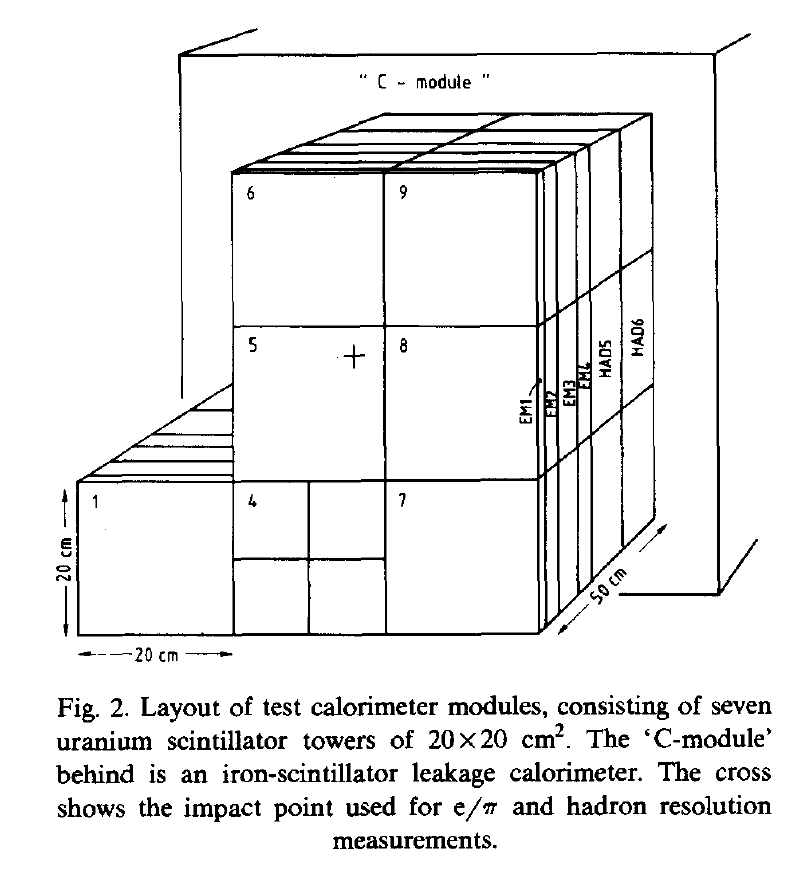 " C - module "
6
9
5
8
EM1
EM2
EM3
EM4
HAD5
HAD6
1
4
7
20 cm
20 cm
50 cm
Fig. 2. Layout of test calorimeter modules, consisting of seven
uranium scintillator towers of 20×20 cm². The ‘C-module’
behind is an iron-scintillator leakage calorimeter. The cross
shows the impact point used for e/π and hadron resolution
measurements.